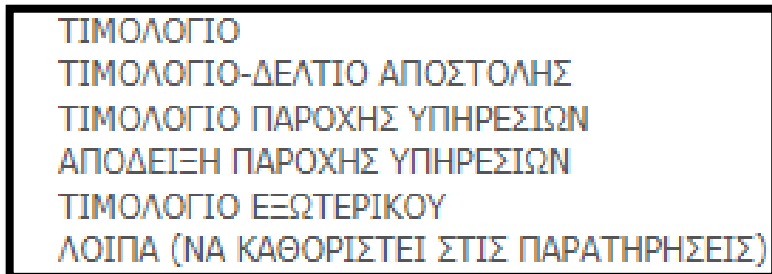 ΤΙΜΟΛΟΓΙΟ
ΤΙΜΟΛΟΓΙΟ-ΔΕΛΤΙΟ ΑΠΟΣΤΟΛΗΣ
ΤΙΜΟΛΟΓΙΟ ΠΑΡΟΧΗΣ ΥΠΗΡΕΣΙΩΝ
ΑΠΟΔΕΙΞΗ ΠΑΡΟΧΗΣ ΥΠΗΡΕΣΙΩΝ
ΤΙΜΟΛΟΓΙΟ ΕΞΩΤΕΡΙΚΟΥ
ΛΟΙΠΑ (ΝΑ ΚΑΘΟΡΙΣΤΕΙ ΣΤΙΣ ΠΑΡΑΤΗΡΗΣΕΙΣ)